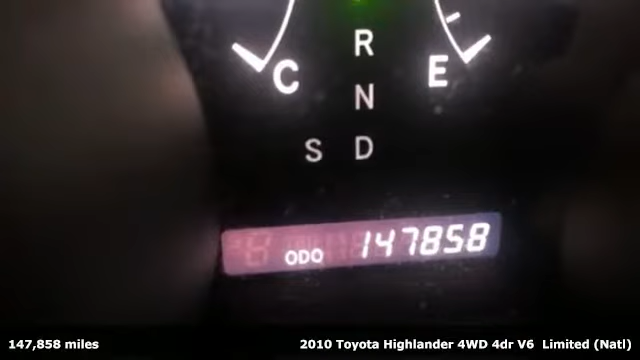 R
C
E
N
S D
ODO 147858
147,858 miles
2010 Toyota Highlander 4WD 4dr V6 Limited (Natl)